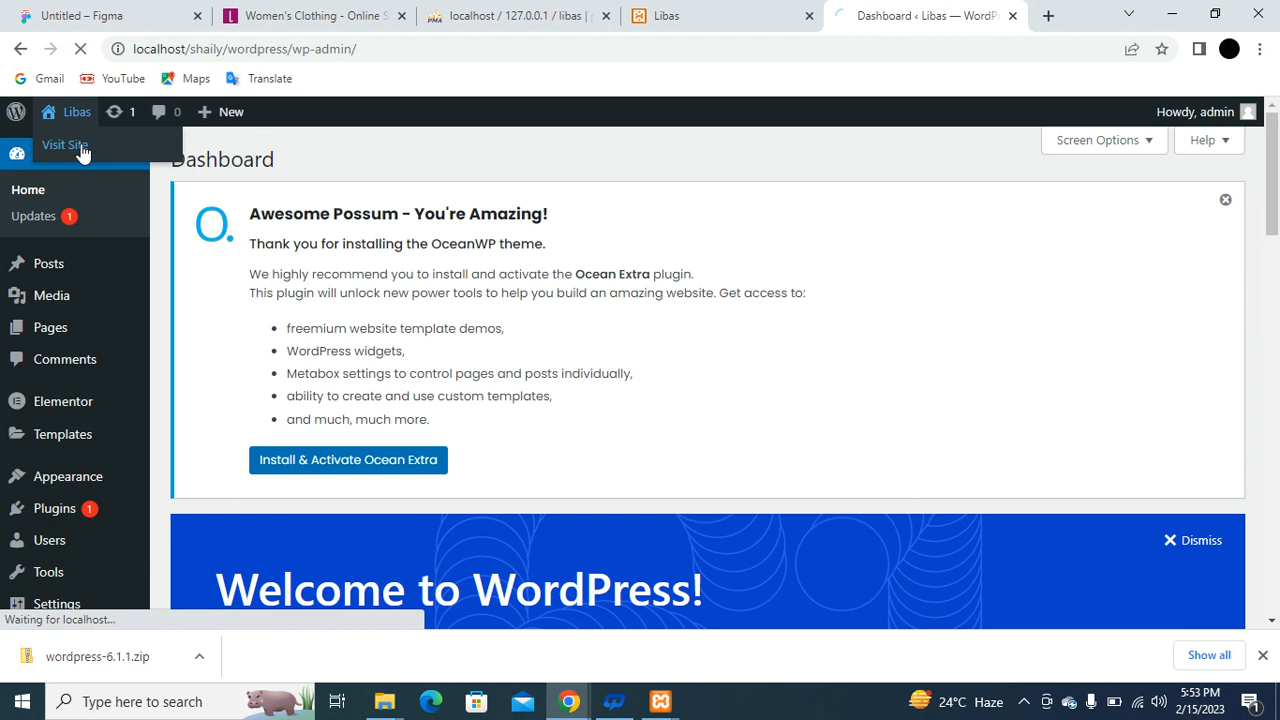 Untitled – Figma
Women's Clothing - Online S
localhost / 127.0.0.1 / libas | p
Libas
Dashboard ‹ Libas — WordPr
localhost/shaily/wordpress/wp-admin/
Gmail
YouTube
Maps
Translate
Libas
1
0
New
Howdy, admin
Visit Site
Screen Options
Help
Dashboard
Home
Updates 1
Posts
Media
Pages
Comments
Elementor
Templates
Appearance
Plugins 1
Users
Tools
Settings
O.
Awesome Possum - You're Amazing!
Thank you for installing the OceanWP theme.
We highly recommend you to install and activate the Ocean Extra plugin.
This plugin will unlock new power tools to help you build an amazing website. Get access to:
• freemium website template demos,
• WordPress widgets,
• Metabox settings to control pages and posts individually,
• ability to create and use custom templates,
• and much, much more.
Install & Activate Ocean Extra
Dismiss
Welcome to WordPress!
Waiting for localhost...
wordpress-6.1.1.zip
Show all
Type here to search
24°C Haze
5:53 PM
2/15/2023
1